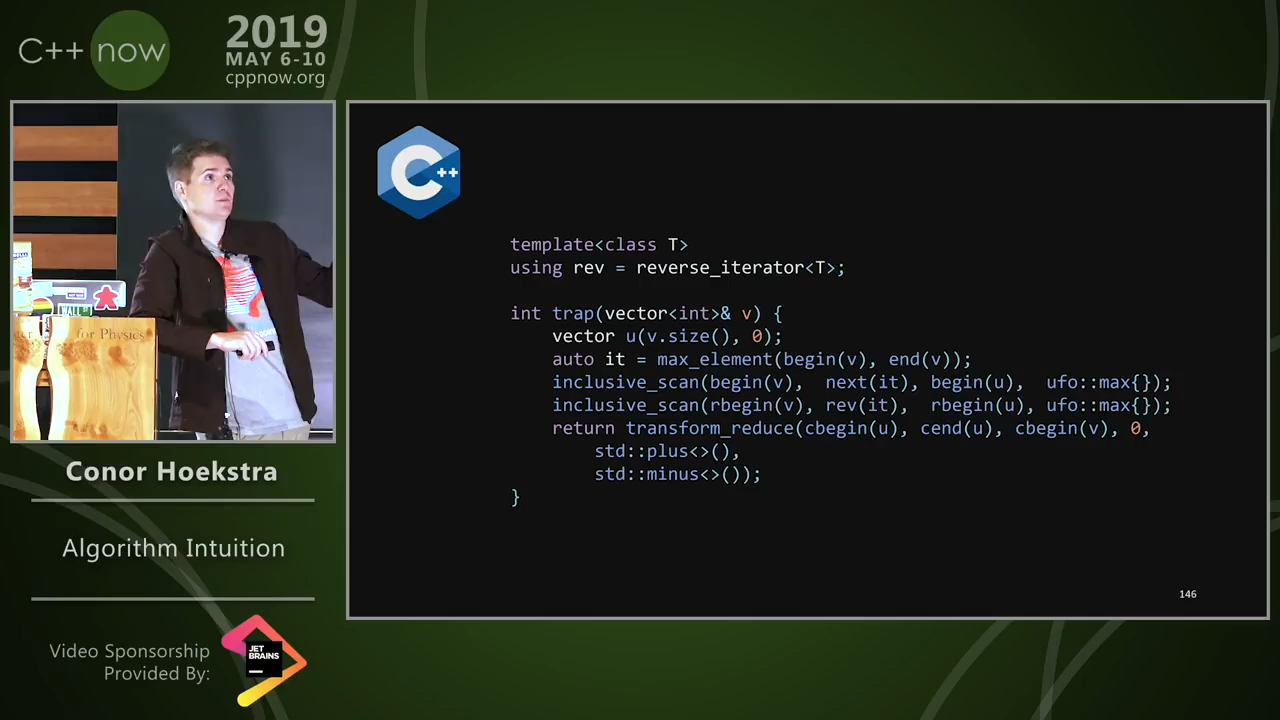 C++ now
2019
MAY 6-10
cppnow.org
for Physics
Conor Hoekstra
Algorithm Intuition
Video Sponsorship
Provided By:
JET
BRAINS
C++
template<class T>
using rev = reverse_iterator<T>;
int trap(vector<int>& v) {
vector u(v.size(), 0);
auto it = max_element(begin(v), end(v));
inclusive_scan(begin(v), next(it), begin(u), ufo::max{});
inclusive_scan(rbegin(v), rev(it), rbegin(u), ufo::max{});
return transform_reduce(cbegin(u), cend(u), cbegin(v), 0,
std::plus<>(),
std::minus<>());
}
146